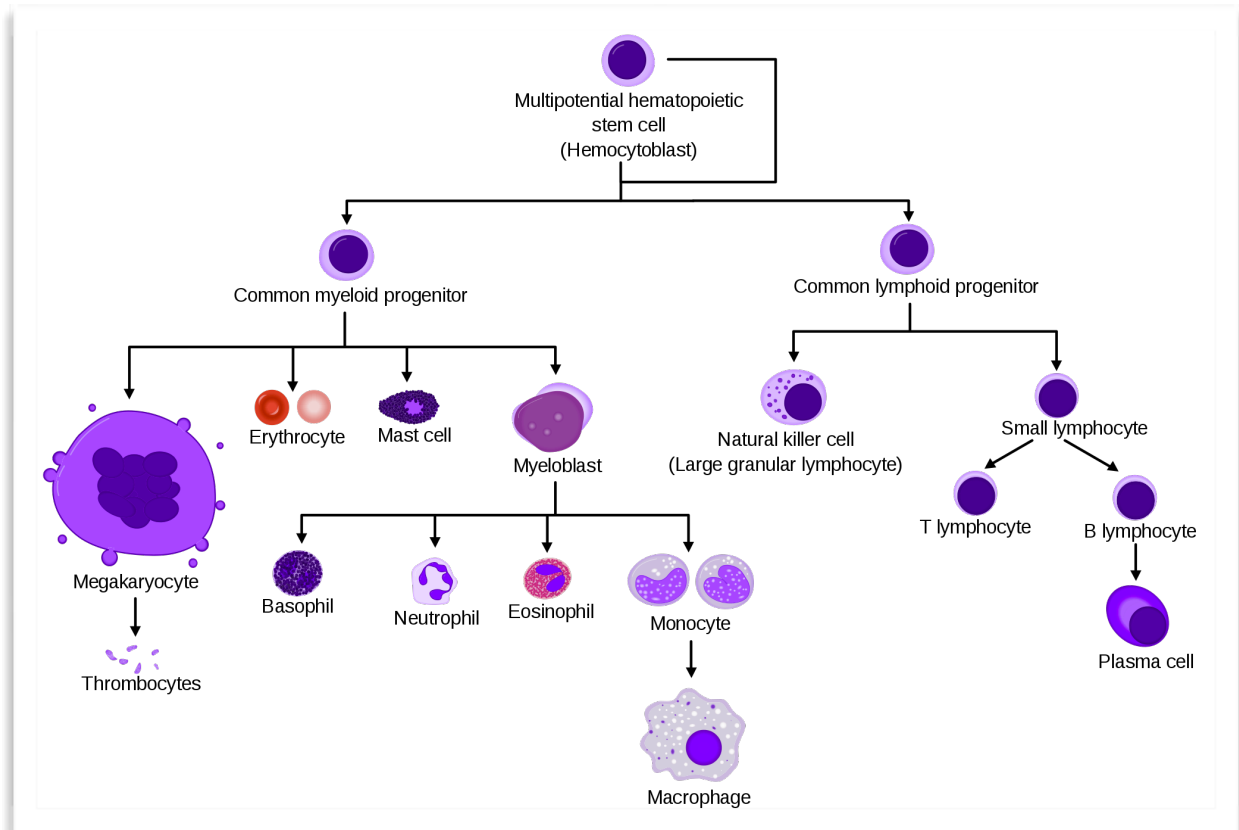 Multipotential hematopoietic
stem cell
(Hemocytoblast)
Common myeloid progenitor
Common lymphoid progenitor
Erythrocyte
Mast cell
Myeloblast
Natural killer cell
(Large granular lymphocyte)
Small lymphocyte
T lymphocyte
B lymphocyte
Megakaryocyte
Basophil
Neutrophil
Eosinophil
Monocyte
Plasma cell
Thrombocytes
Macrophage